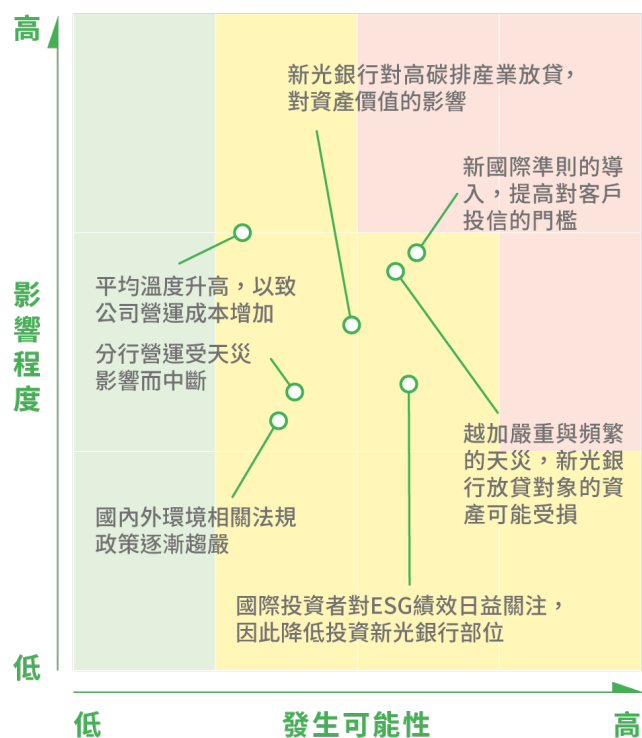 高
新光銀行對高碳排產業放貸，
對資產價值的影響
新國際準則的導
入，提高對客戶
投信的門檻
平均溫度升高，以致
公司營運成本增加
影響程度
分行營運受天災
影響而中斷
越加嚴重與頻繁
的天災，新光銀
行放貸對象的資
產可能受損
國內外環境相關法規
政策逐漸趨嚴
國際投資者對ESG績效日益關注，
因此降低投資新光銀行部位
低
低
發生可能性
高